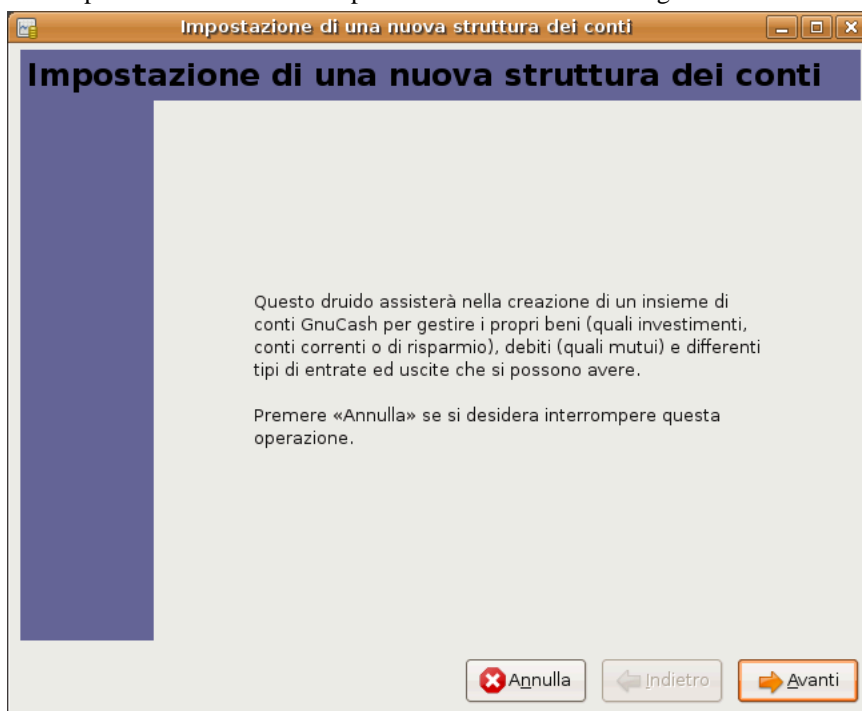 Impostazione di una nuova struttura dei conti
Impostazione di una nuova struttura dei conti
Questo druido assisterà nella creazione di un insieme di
conti GnuCash per gestire i propri beni (quali investimenti,
conti correnti o di risparmio), debiti (quali mutui) e differenti
tipi di entrate ed uscite che si possono avere.
Premere «Annulla» se si desidera interrompere questa
operazione.
Annulla
Indietro
Avanti